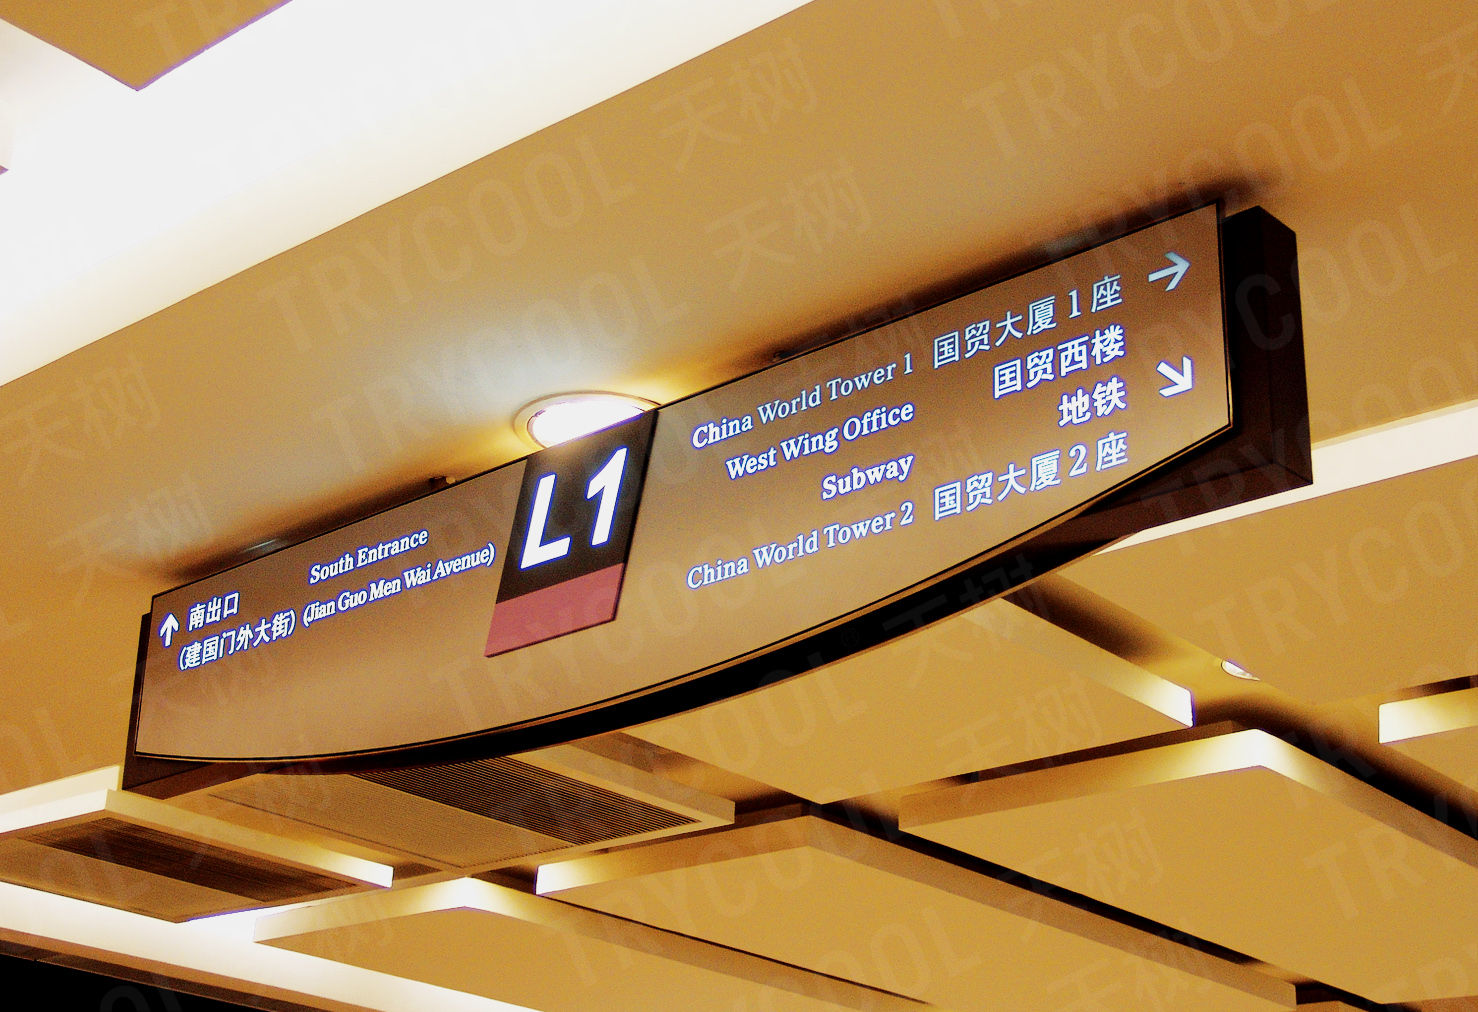 南出口 South Entrance
(建国门外大街) (Jian Guo Men Wai Avenue)
L1
China World Tower 1 国贸大厦 1 座
West Wing Office 国贸西楼
Subway 地铁
China World Tower 2 国贸大厦 2 座
TRYCOOL 天树